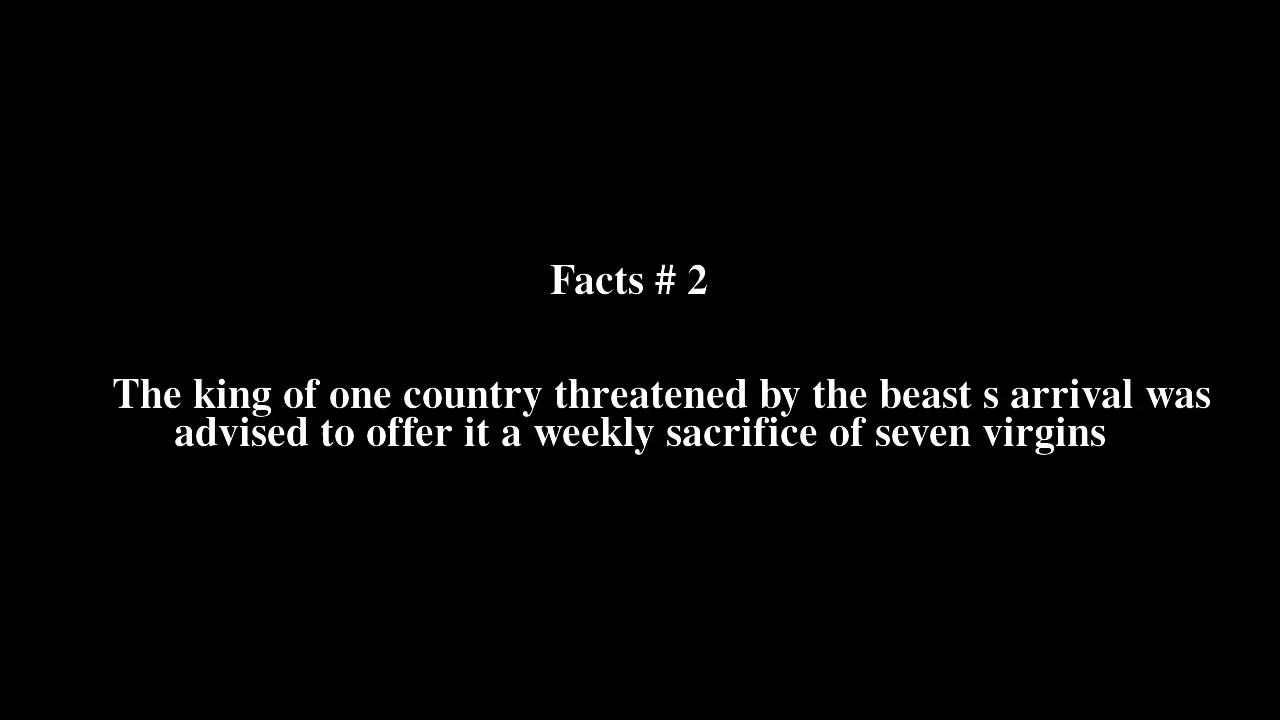 Facts # 2
The king of one country threatened by the beast s arrival was
advised to offer it a weekly sacrifice of seven virgins